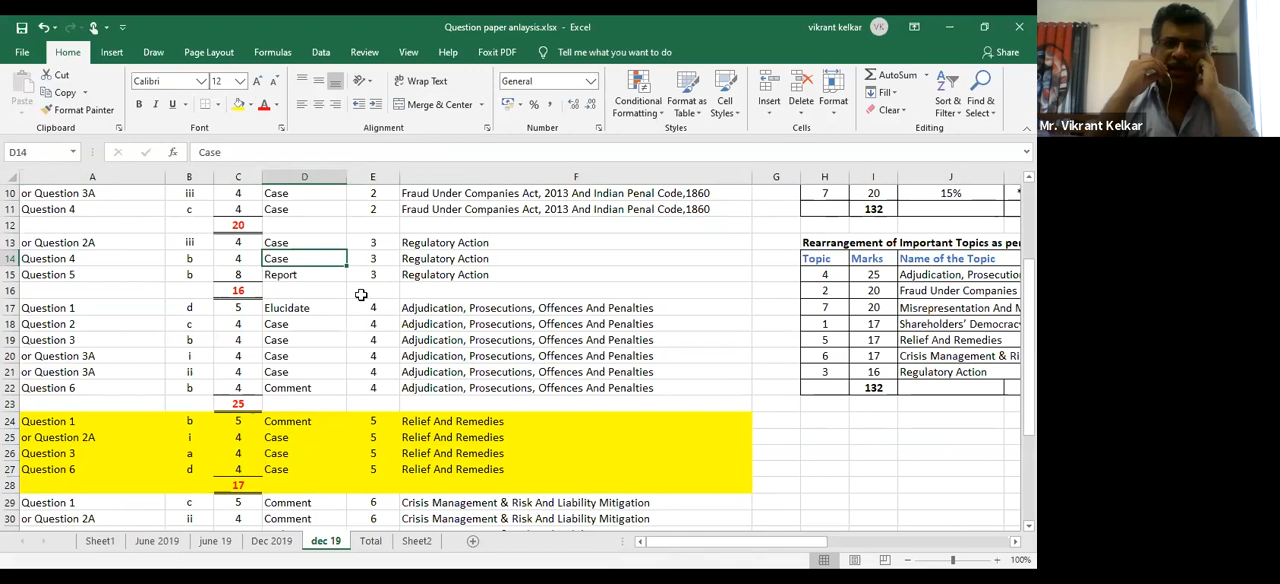 Question paper anlaysis.xlsx - Excel
vikrant kelkar VK
File Home Insert Draw Page Layout Formulas Data Review View Help Foxit PDF Tell me what you want to do Share
Paste Cut Copy Format Painter Clipboard
Calibri 12 A A B I U A Font
Wrap Text Merge & Center Alignment
General % , Number
Conditional Formatting Format as Table Cell Styles Styles
Insert Delete Format Cells
AutoSum Fill Clear Sort & Filter Find & Select Editing
Mr. Vikrant Kelkar
D14 fx Case
A B C D E F G H I J
10 or Question 3A iii 4 Case 2 Fraud Under Companies Act, 2013 And Indian Penal Code,1860 7 20 15% *
11 Question 4 c 4 Case 2 Fraud Under Companies Act, 2013 And Indian Penal Code,1860 132
12 20
13 or Question 2A iii 4 Case 3 Regulatory Action Rearrangement of Important Topics as per
14 Question 4 b 4 Case 3 Regulatory Action Topic Marks Name of the Topic
15 Question 5 b 8 Report 3 Regulatory Action 4 25 Adjudication, Prosecutio
16 16 2 20 Fraud Under Companies
17 Question 1 d 5 Elucidate 4 Adjudication, Prosecutions, Offences And Penalties 7 20 Misrepresentation And M
18 Question 2 c 4 Case 4 Adjudication, Prosecutions, Offences And Penalties 1 17 Shareholders' Democracy
19 Question 3 b 4 Case 4 Adjudication, Prosecutions, Offences And Penalties 5 17 Relief And Remedies
20 or Question 3A i 4 Case 4 Adjudication, Prosecutions, Offences And Penalties 6 17 Crisis Management & Ri
21 or Question 3A ii 4 Case 4 Adjudication, Prosecutions, Offences And Penalties 3 16 Regulatory Action
22 Question 6 b 4 Comment 4 Adjudication, Prosecutions, Offences And Penalties 132
23 25
24 Question 1 b 5 Comment 5 Relief And Remedies
25 or Question 2A i 4 Case 5 Relief And Remedies
26 Question 3 a 4 Case 5 Relief And Remedies
27 Question 6 d 4 Case 5 Relief And Remedies
28 17
29 Question 1 c 5 Comment 6 Crisis Management & Risk And Liability Mitigation
30 or Question 2A ii 4 Comment 6 Crisis Management & Risk And Liability Mitigation
Sheet1 June 2019 june 19 Dec 2019 dec 19 Total Sheet2
100%